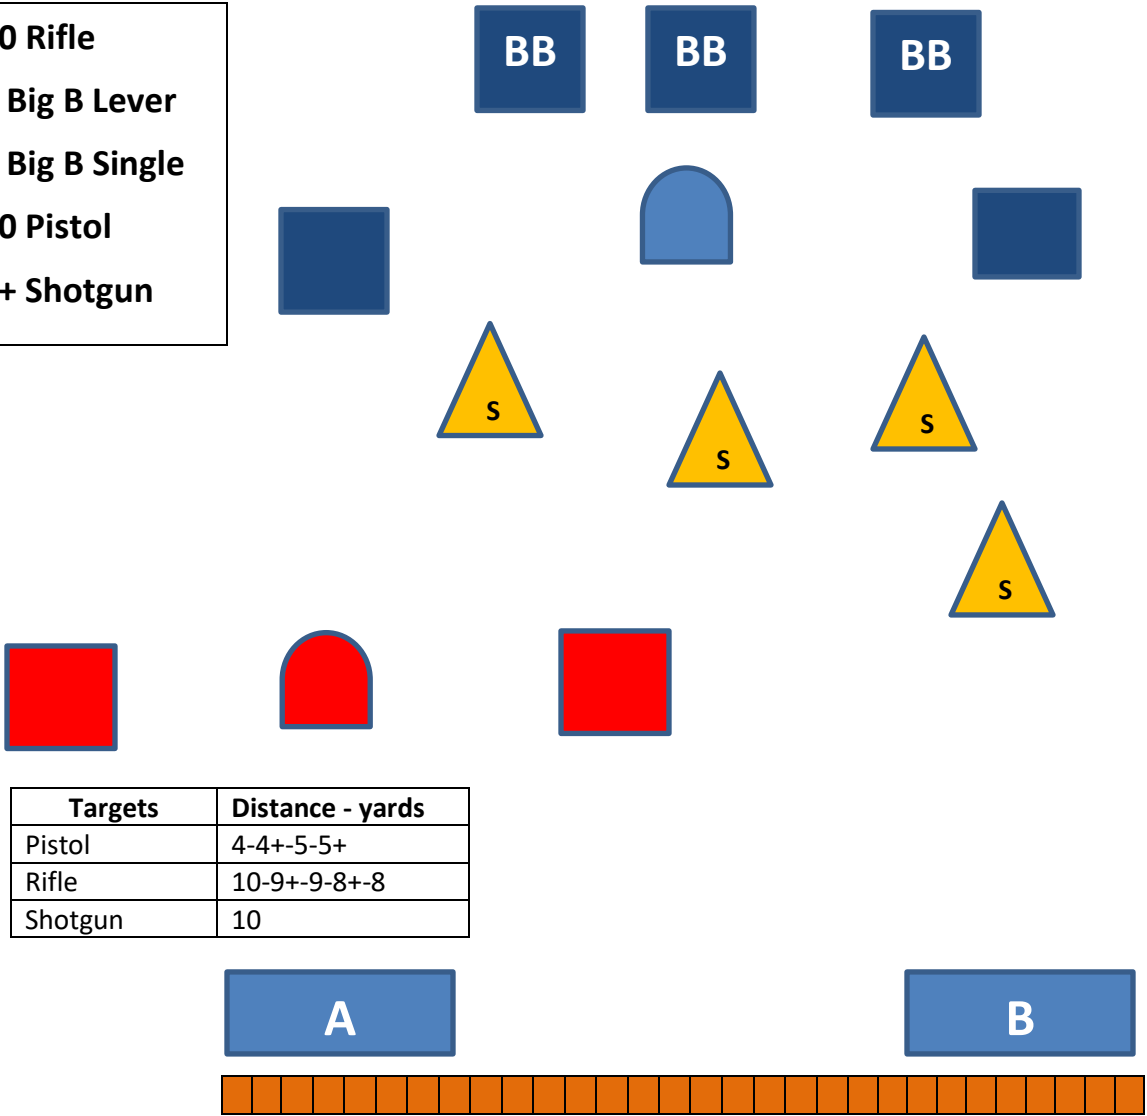 0 Rifle
Big B Lever
Big B Single
0 Pistol
+ Shotgun
BB BB BB
S
S
S
S
Targets Distance - yards
Pistol 4-4+-5-5+
Rifle 10-9+-9-8+-8
Shotgun 10
A B